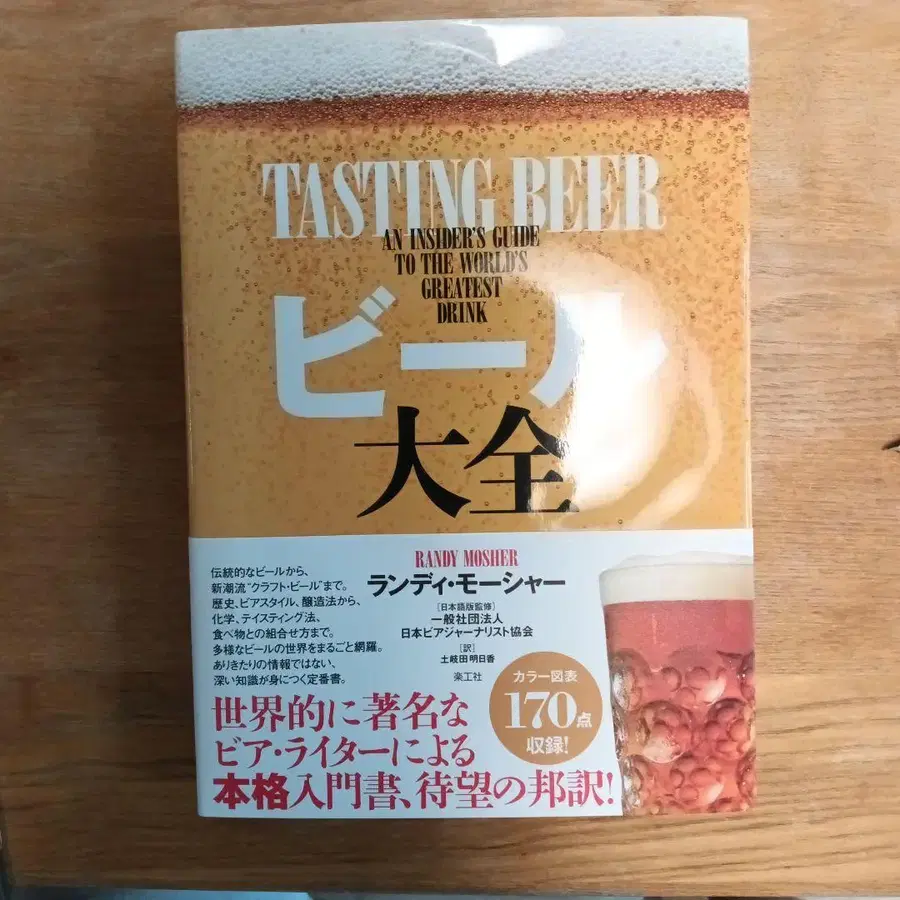 TASTING BEER
AN INSIDER'S GUIDE
TO THE WORLD'S
GREATEST
DRINK
ビール
大全
RANDY MOSHER
ランディ・モーシャー
[日本語版監修]
一般社団法人
日本ビアジャーナリスト協会
[訳]
土岐田明日香
楽工社
伝統的なビールから、
新潮流“クラフト・ビール”まで。
歴史、ビアスタイル、醸造法から、
化学、テイスティング法、
食べ物との組合せ方まで。
多様なビールの世界をまるごと網羅。
ありきたりの情報ではない、
深い知識が身につく定番書。
カラー図表
170点
収録!
世界的に著名な
ビア・ライターによる
本格入門書、待望の邦訳!